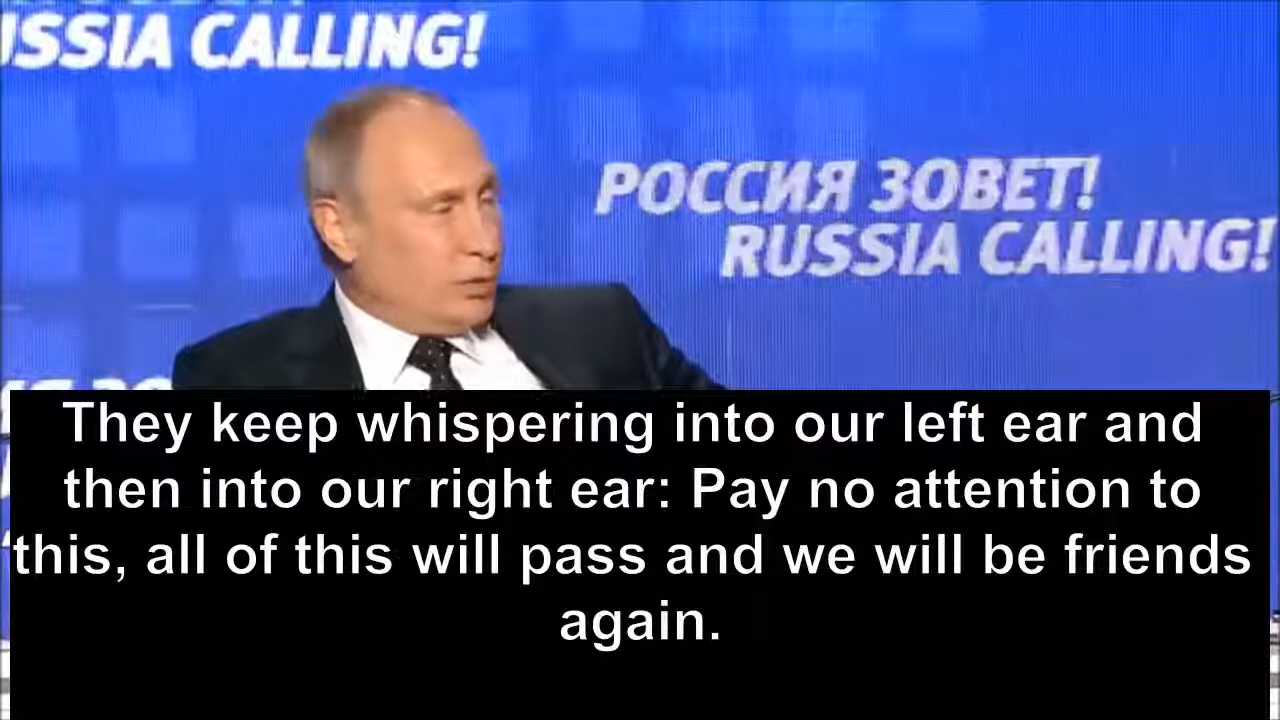 USSIA CALLING!
РОССИЯ ЗОВЕТ!
RUSSIA CALLING!
They keep whispering into our left ear and
then into our right ear: Pay no attention to
this, all of this will pass and we will be friends
again.